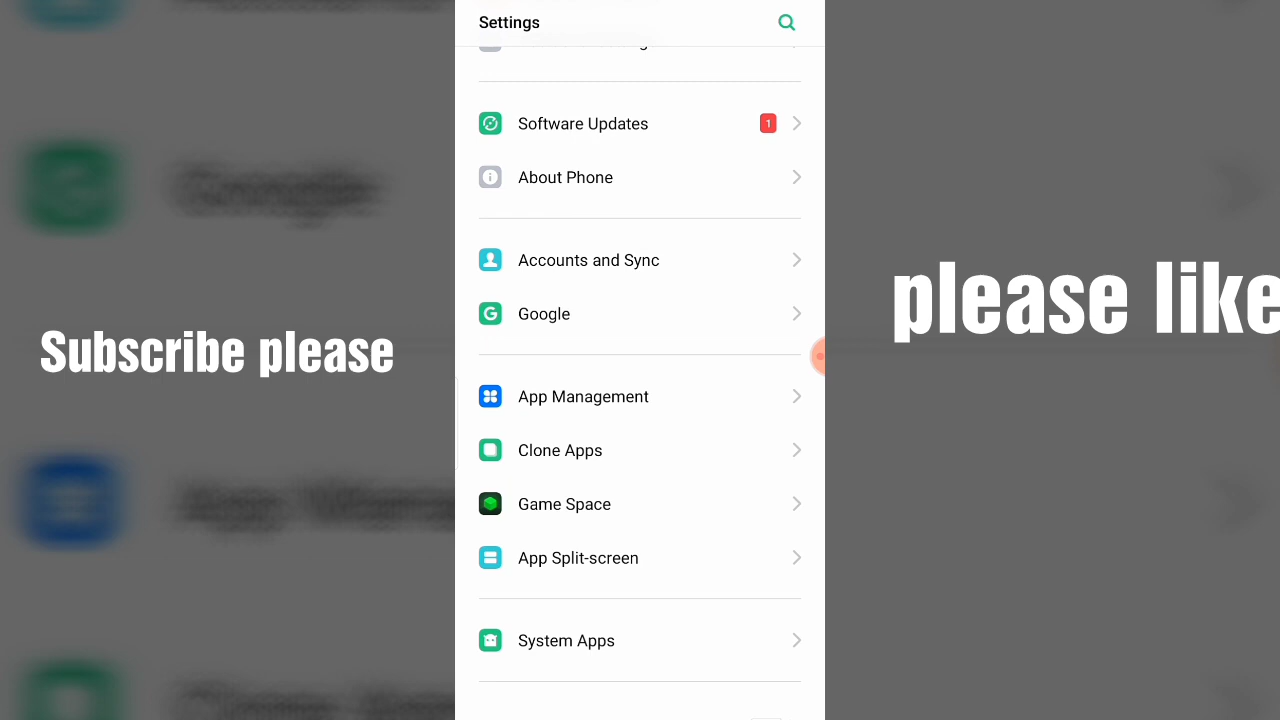 Settings
Software Updates 1
About Phone
Accounts and Sync
Google
App Management
Clone Apps
Game Space
App Split-screen
System Apps
Subscribe please
please like